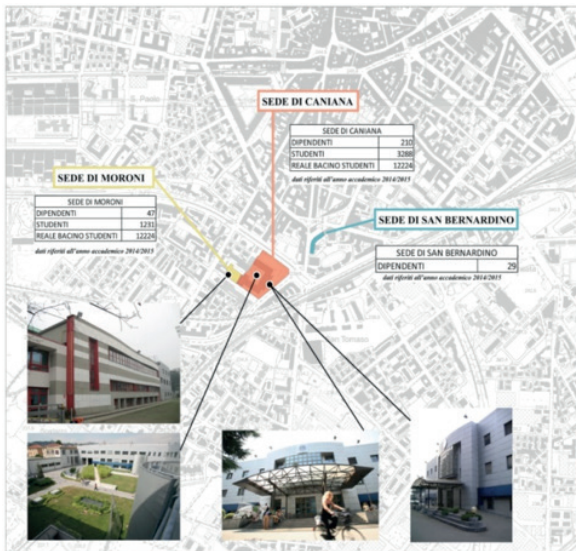 SEDE DI CANIANA
SEDE DI CANIANA
DIPENDENTI 210
STUDENTI 3288
REALE BACINO STUDENTI 12224
dati riferiti all'anno accademico 2014/2015
SEDE DI MORONI
SEDE DI MORONI
DIPENDENTI 47
STUDENTI 1231
REALE BACINO STUDENTI 12224
dati riferiti all'anno accademico 2014/2015
SEDE DI SAN BERNARDINO
SEDE DI SAN BERNARDINO
DIPENDENTI 29
dati riferiti all'anno accademico 2014/2015